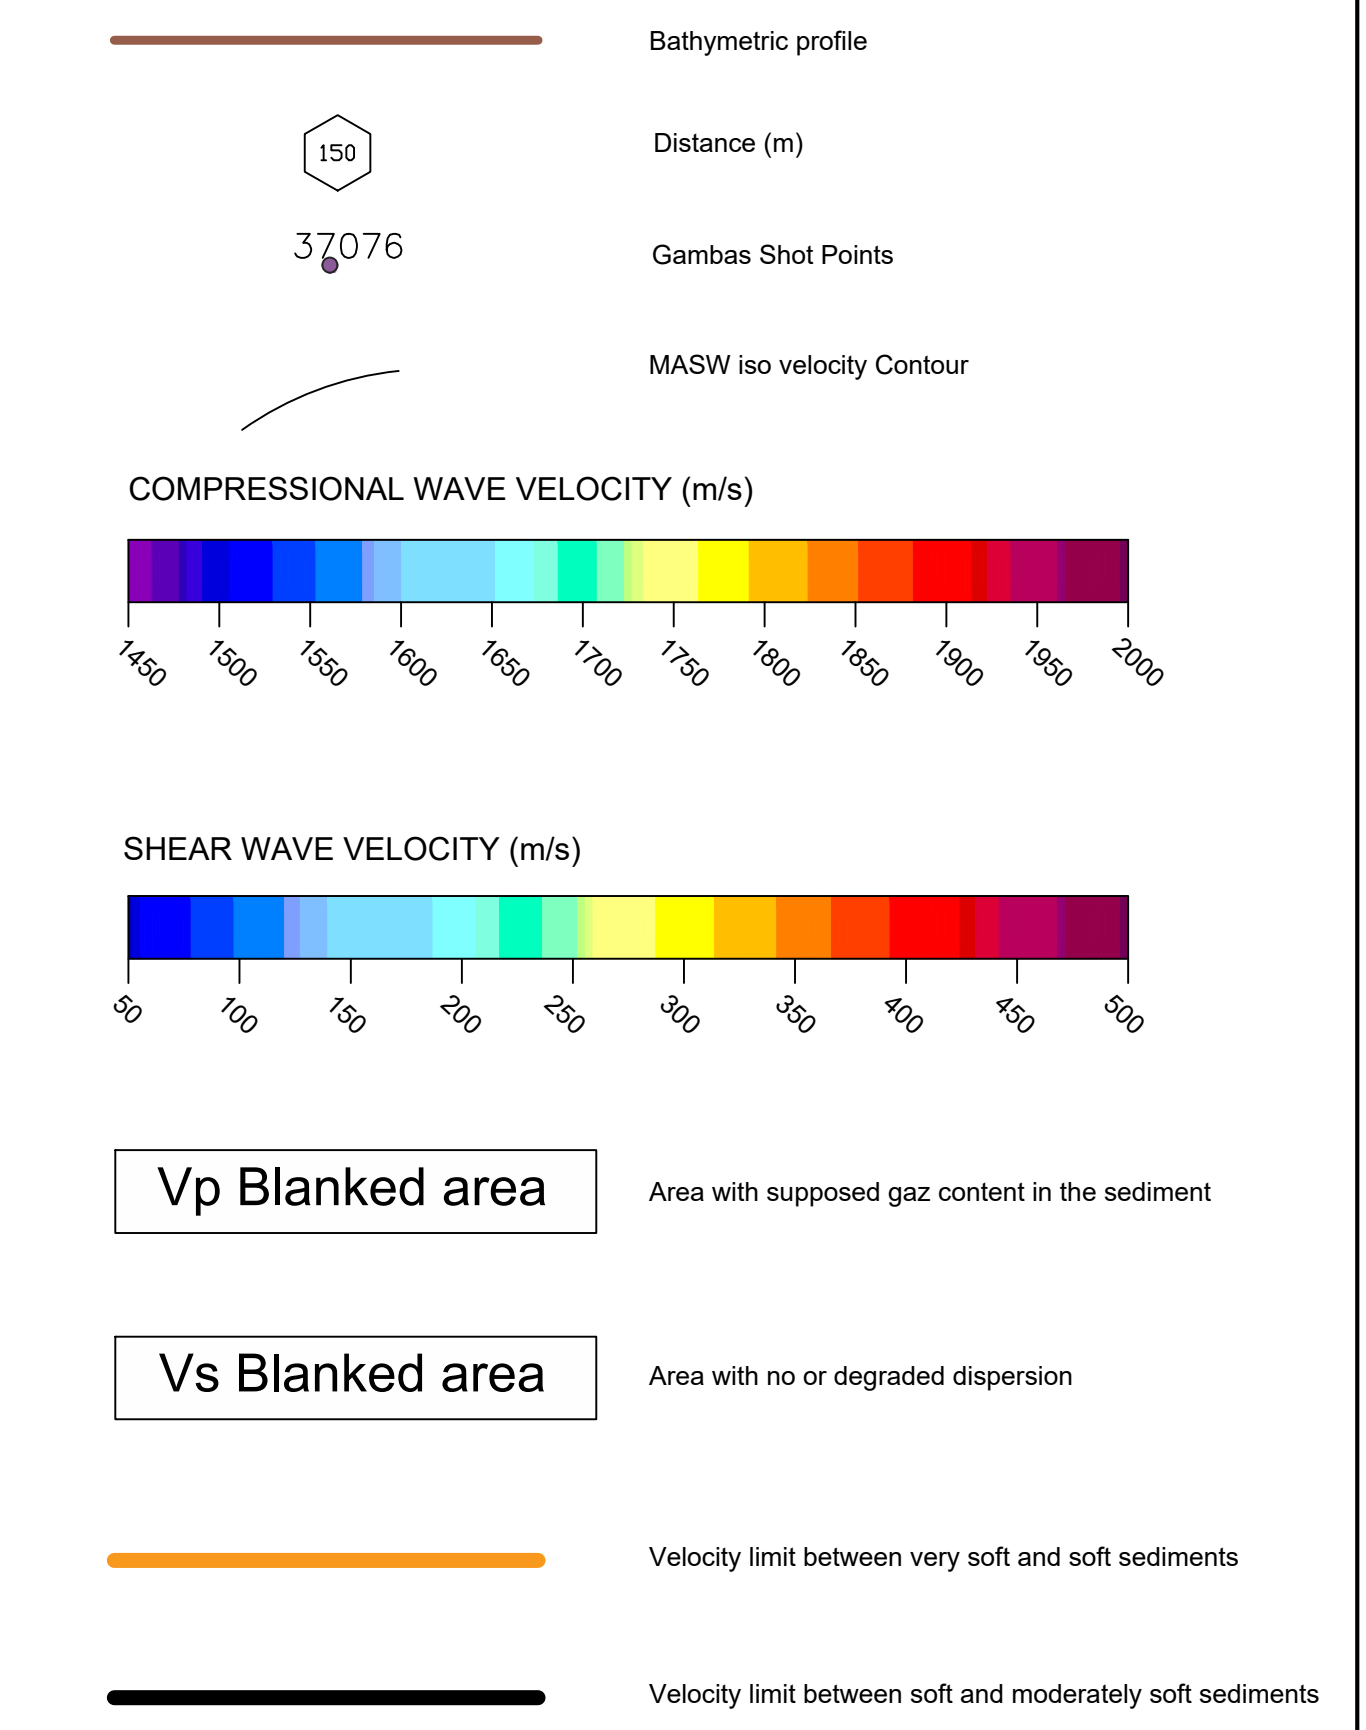 Bathymetric profile
150
Distance (m)
37076
Gambas Shot Points
MASW iso velocity Contour
COMPRESSIONAL WAVE VELOCITY (m/s)
1450 1500 1550 1600 1650 1700 1750 1800 1850 1900 1950 2000
SHEAR WAVE VELOCITY (m/s)
50 100 150 200 250 300 350 400 450 500
Vp Blanked area
Area with supposed gaz content in the sediment
Vs Blanked area
Area with no or degraded dispersion
Velocity limit between very soft and soft sediments
Velocity limit between soft and moderately soft sediments